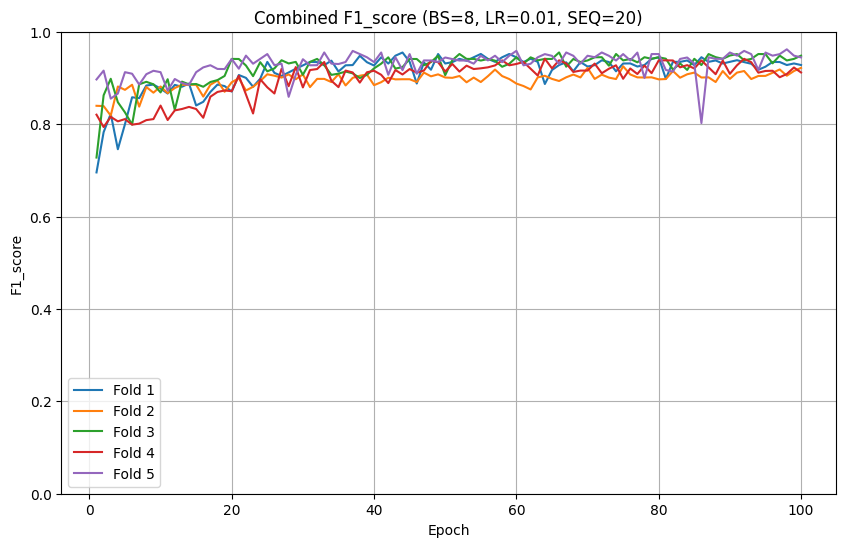 Combined F1_score (BS=8, LR=0.01, SEQ=20)
F1_score
1.0
0.8
0.6
0.4
0.2
0.0
Fold 1
Fold 2
Fold 3
Fold 4
Fold 5
0 20 40 60 80 100
Epoch